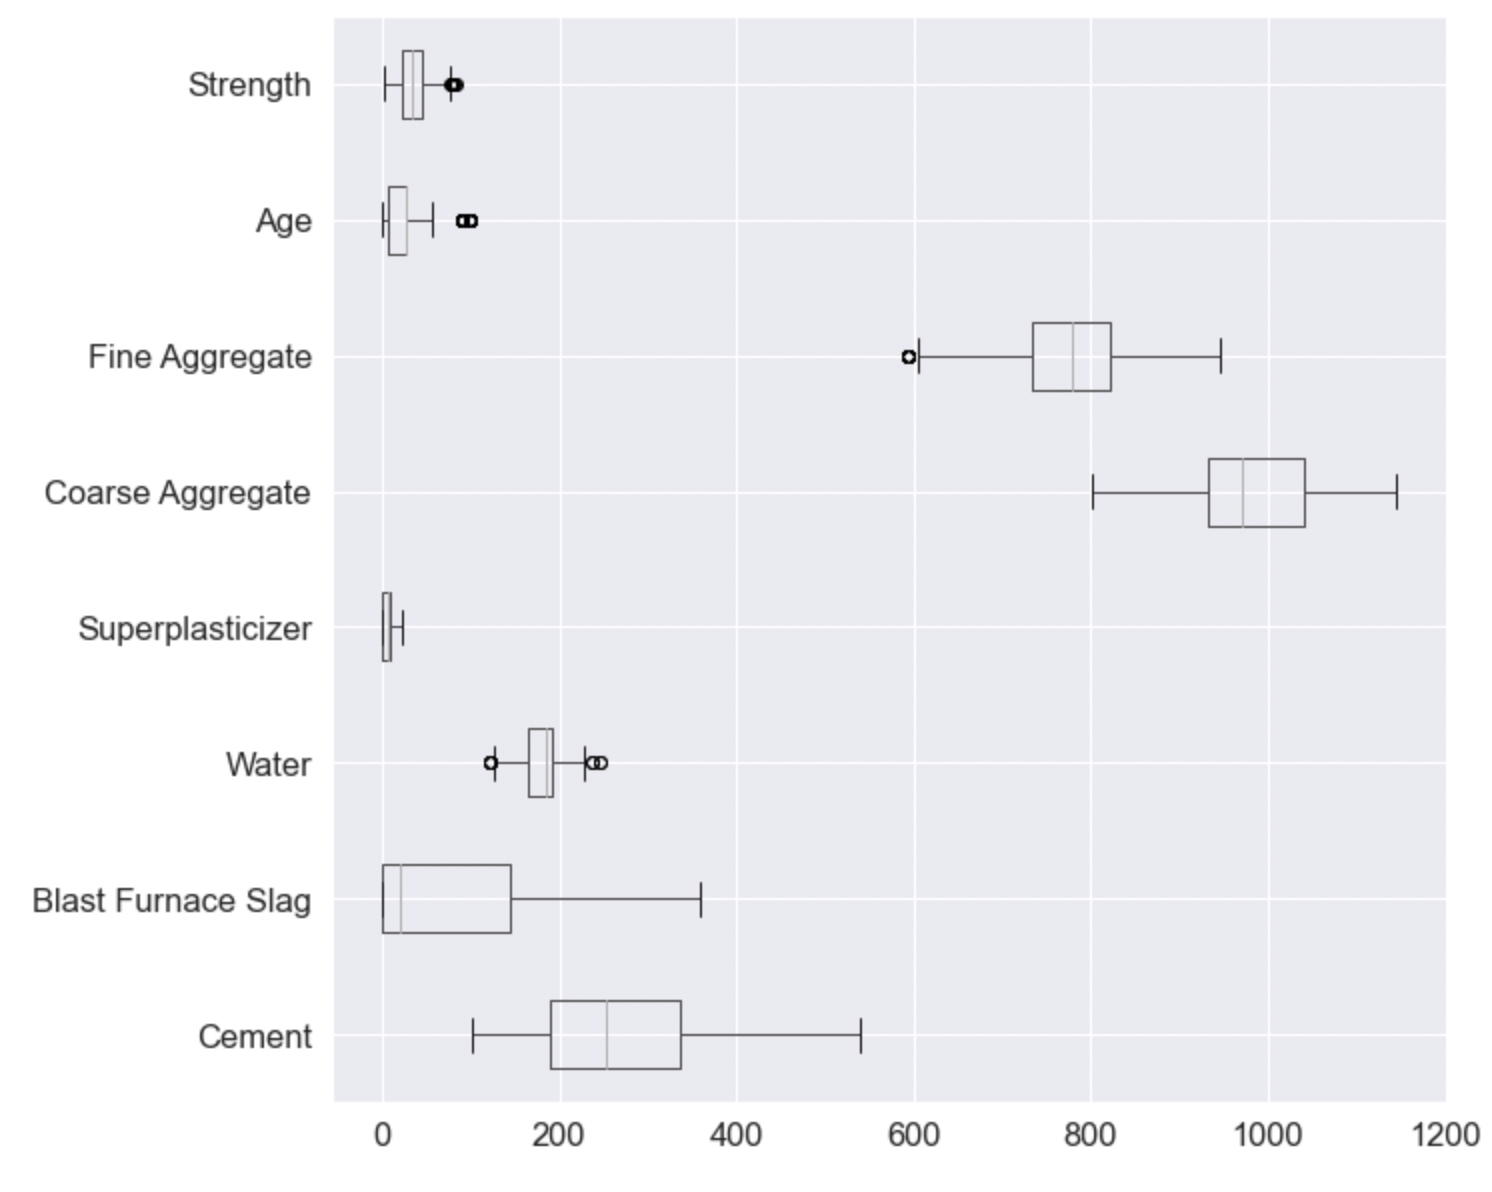 Strength
Age
Fine Aggregate
Coarse Aggregate
Superplasticizer
Water
Blast Furnace Slag
Cement
0 200 400 600 800 1000 1200